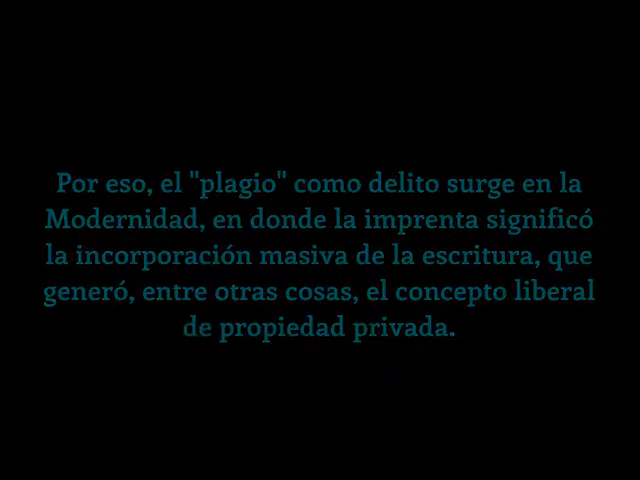 Por eso, el "plagio" como delito surge en la
Modernidad, en donde la imprenta significó
la incorporación masiva de la escritura, que
generó, entre otras cosas, el concepto liberal
de propiedad privada.